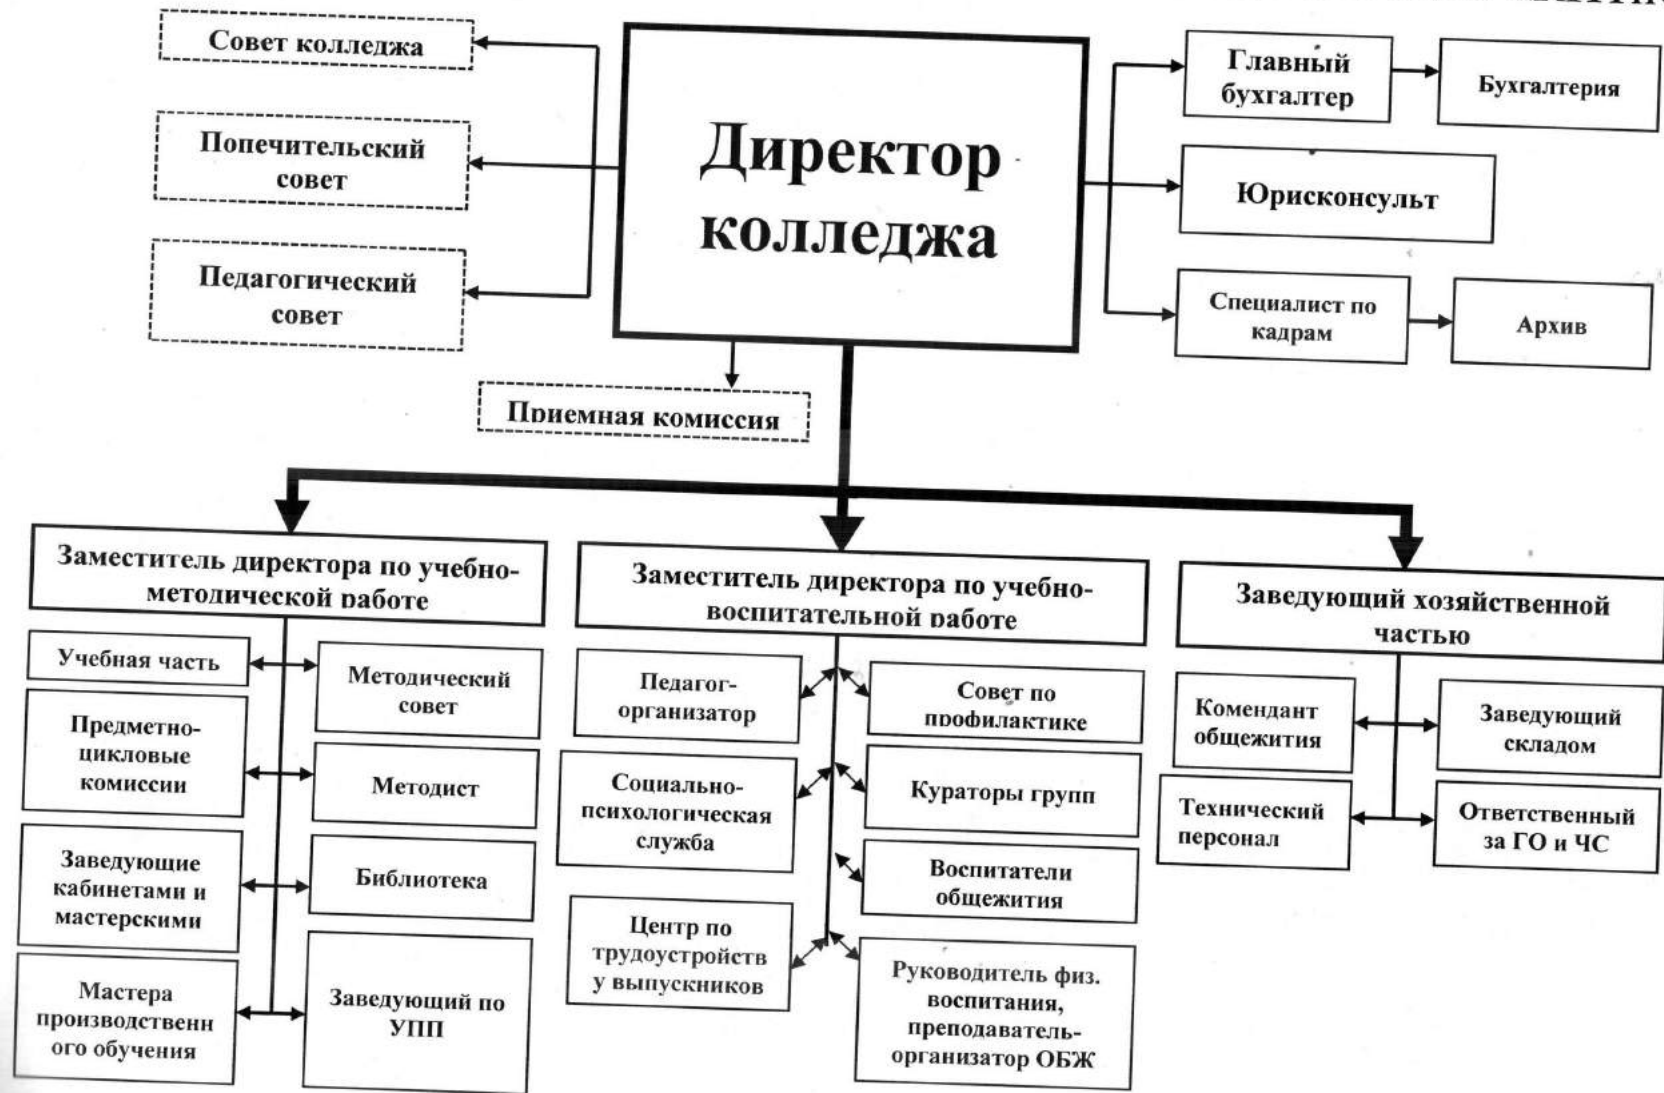 Совет колледжа
Попечительский
совет
Педагогический
совет
Директор
колледжа
Главный
бухгалтер
Бухгалтерия
Юрисконсульт
Специалист по
кадрам
Архив
Приемная комиссия
Заместитель директора по учебно-
методической работе
Учебная часть
Методический
совет
Предметно-
цикловые
комиссии
Методист
Заведующие
кабинетами и
мастерскими
Библиотека
Мастера
производственн
ого обучения
Заведующий по
УПП
Заместитель директора по учебно-
воспитательной работе
Педагог-
организатор
Совет по
профилактике
Социально-
психологическая
служба
Кураторы групп
Воспитатели
общежития
Центр по
трудоустройств
у выпускников
Руководитель физ.
воспитания,
преподаватель-
организатор ОБЖ
Заведующий хозяйственной
частью
Комендант
общежития
Заведующий
складом
Технический
персонал
Ответственный
за ГО и ЧС